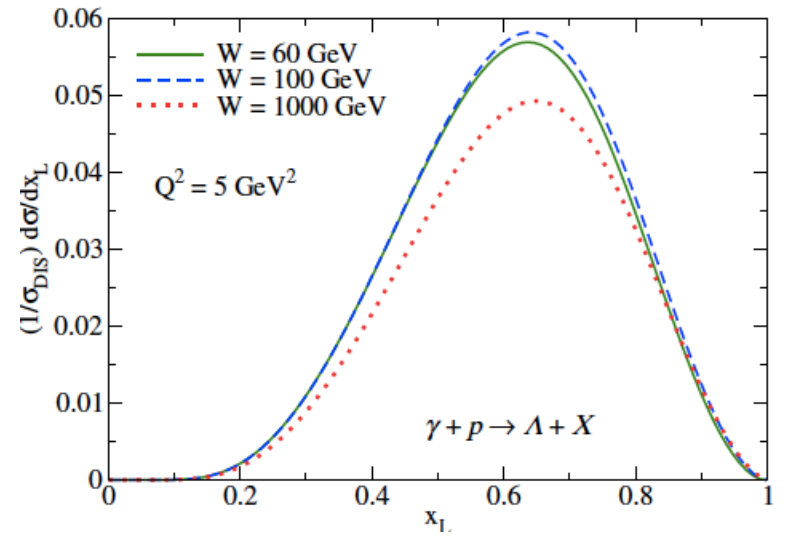 0.06
0.05
0.04
0.03
0.02
0.01
0
(1/σ_DIS) dσ/dx_L
W = 60 GeV
W = 100 GeV
W = 1000 GeV
Q² = 5 GeV²
γ + p → Λ + X
0 0.2 0.4 0.6 0.8 1
x_L